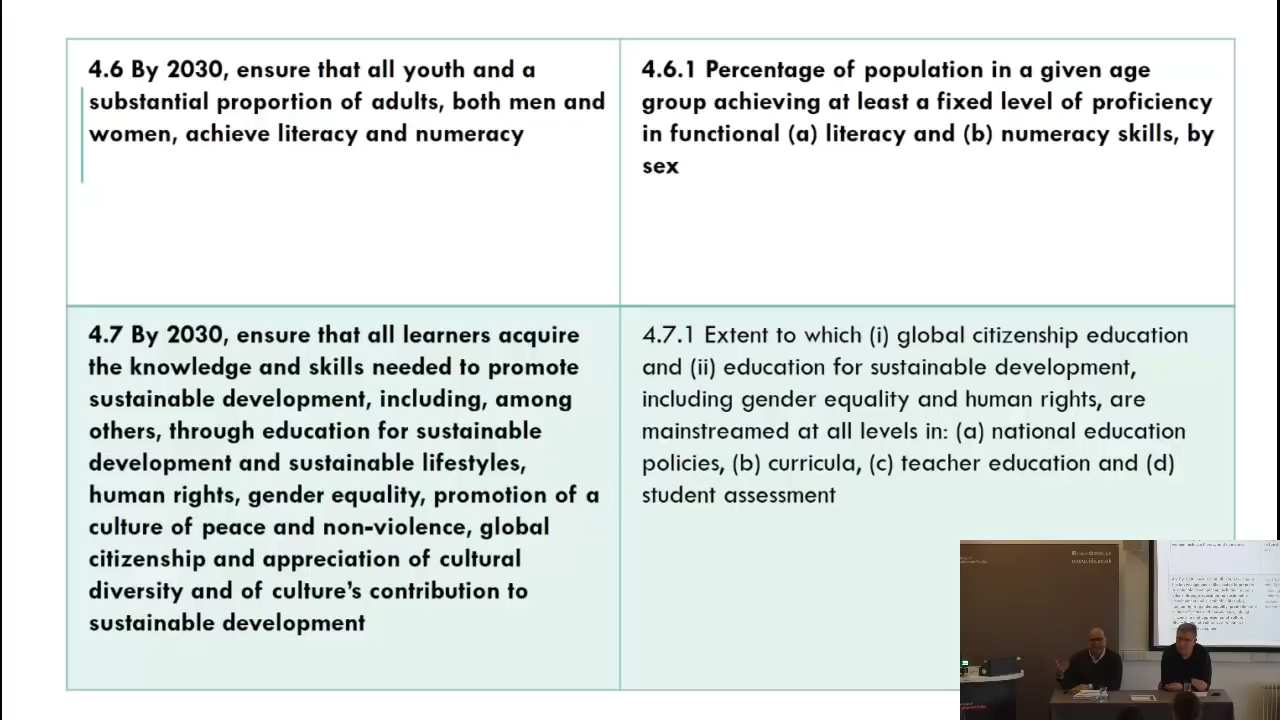 4.6 By 2030, ensure that all youth and a
substantial proportion of adults, both men and
women, achieve literacy and numeracy
4.6.1 Percentage of population in a given age
group achieving at least a fixed level of proficiency
in functional (a) literacy and (b) numeracy skills, by
sex
4.7 By 2030, ensure that all learners acquire
the knowledge and skills needed to promote
sustainable development, including, among
others, through education for sustainable
development and sustainable lifestyles,
human rights, gender equality, promotion of a
culture of peace and non-violence, global
citizenship and appreciation of cultural
diversity and of culture's contribution to
sustainable development
4.7.1 Extent to which (i) global citizenship education
and (ii) education for sustainable development,
including gender equality and human rights, are
mainstreamed at all levels in: (a) national education
policies, (b) curricula, (c) teacher education and (d)
student assessment